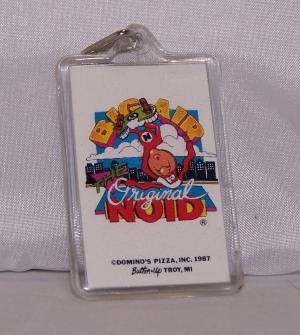 BIG AIR
THE
Original
NOID®
N
©DOMINO'S PIZZA, INC. 1987
Button-Up TROY, MI